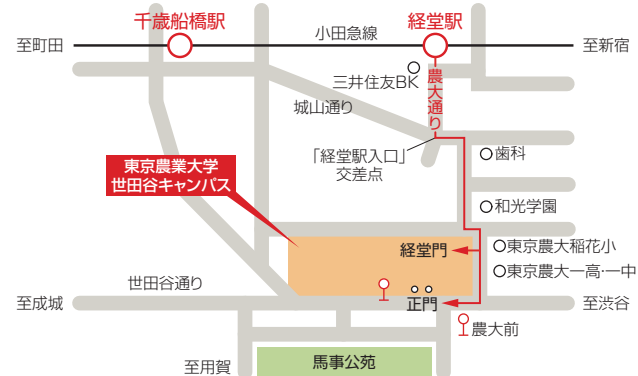 千歳船橋駅
経堂駅
至町田
小田急線
至新宿
三井住友BK
農大通り
城山通り
「経堂駅入口」
交差点
歯科
東京農業大学
世田谷キャンパス
和光学園
経堂門
東京農大稲花小
東京農大一高・一中
世田谷通り
至成城
正門
至渋谷
農大前
至用賀
馬事公苑